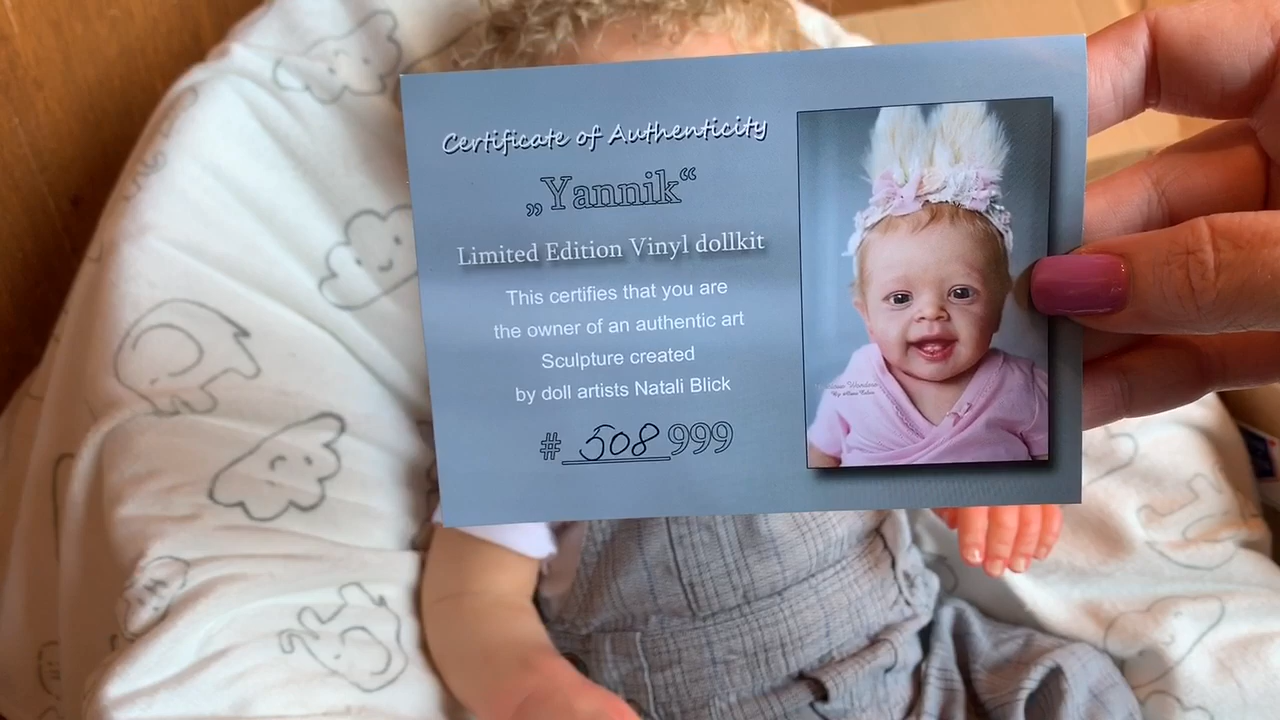 Certificate of Authenticity
„Yannik“
Limited Edition Vinyl dollkit
This certifies that you are
the owner of an authentic art
Sculpture created
by doll artists Natali Blick
# 508 999